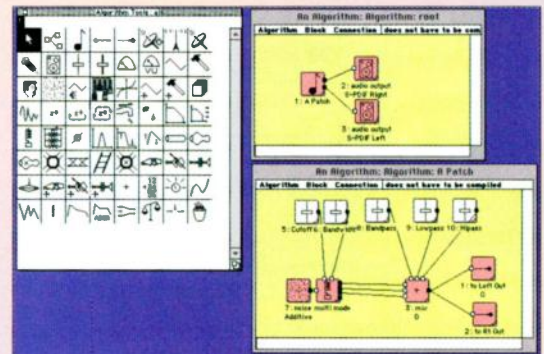 Algorithm Tools : all
An Algorithm: Algorithm: root
Algorithm Block Connection does not have to be com
1: A Patch
2: audio output
S-PDIF Right
3: audio output
S-PDIF Left
An Algorithm: Algorithm: A Patch
Algorithm Block Connection does not have to be compiled
5: Cutoff 6: Bandwidth 8: Bandpass 9: Lowpass 10: Hipass
7: noise multi mode
Additive
3: mix
0
1: to Left Out
0
2: to Rt Out